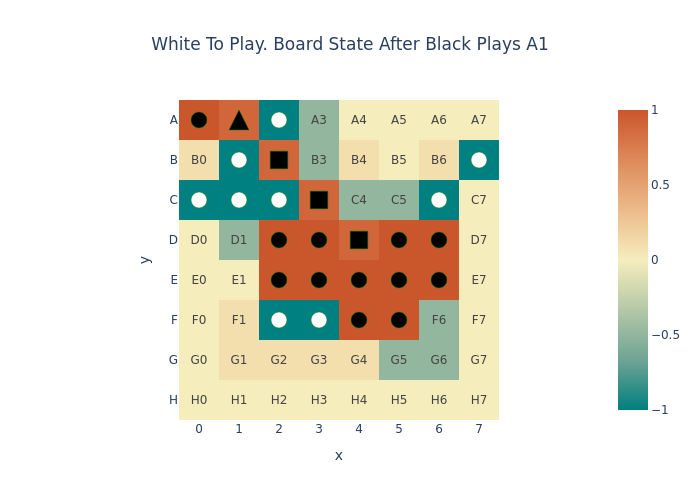 White To Play. Board State After Black Plays A1
A A3 A4 A5 A6 A7
B B0 B3 B4 B5 B6
C C4 C5 C7
D D0 D1 D7
E E0 E1 E7
F F0 F1 F6 F7
G G0 G1 G2 G3 G4 G5 G6 G7
H H0 H1 H2 H3 H4 H5 H6 H7
0 1 2 3 4 5 6 7
x
y
1
0.5
0
−0.5
−1